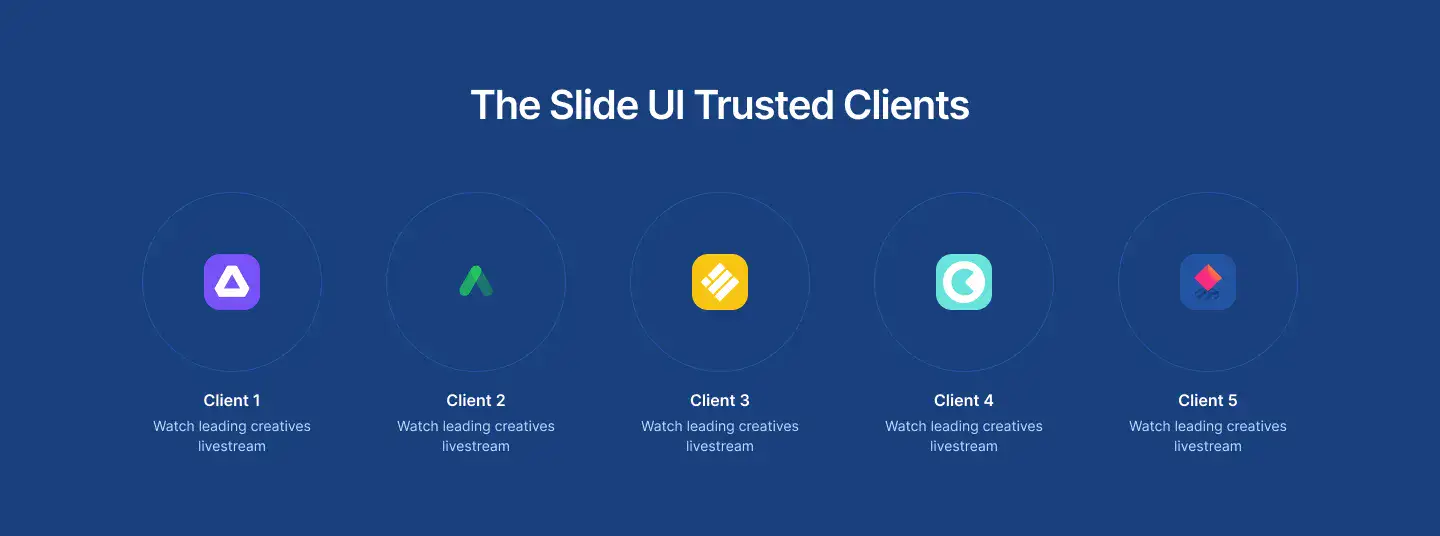 The Slide UI Trusted Clients
Client 1
Watch leading creatives
livestream
Client 2
Watch leading creatives
livestream
Client 3
Watch leading creatives
livestream
Client 4
Watch leading creatives
livestream
Client 5
Watch leading creatives
livestream